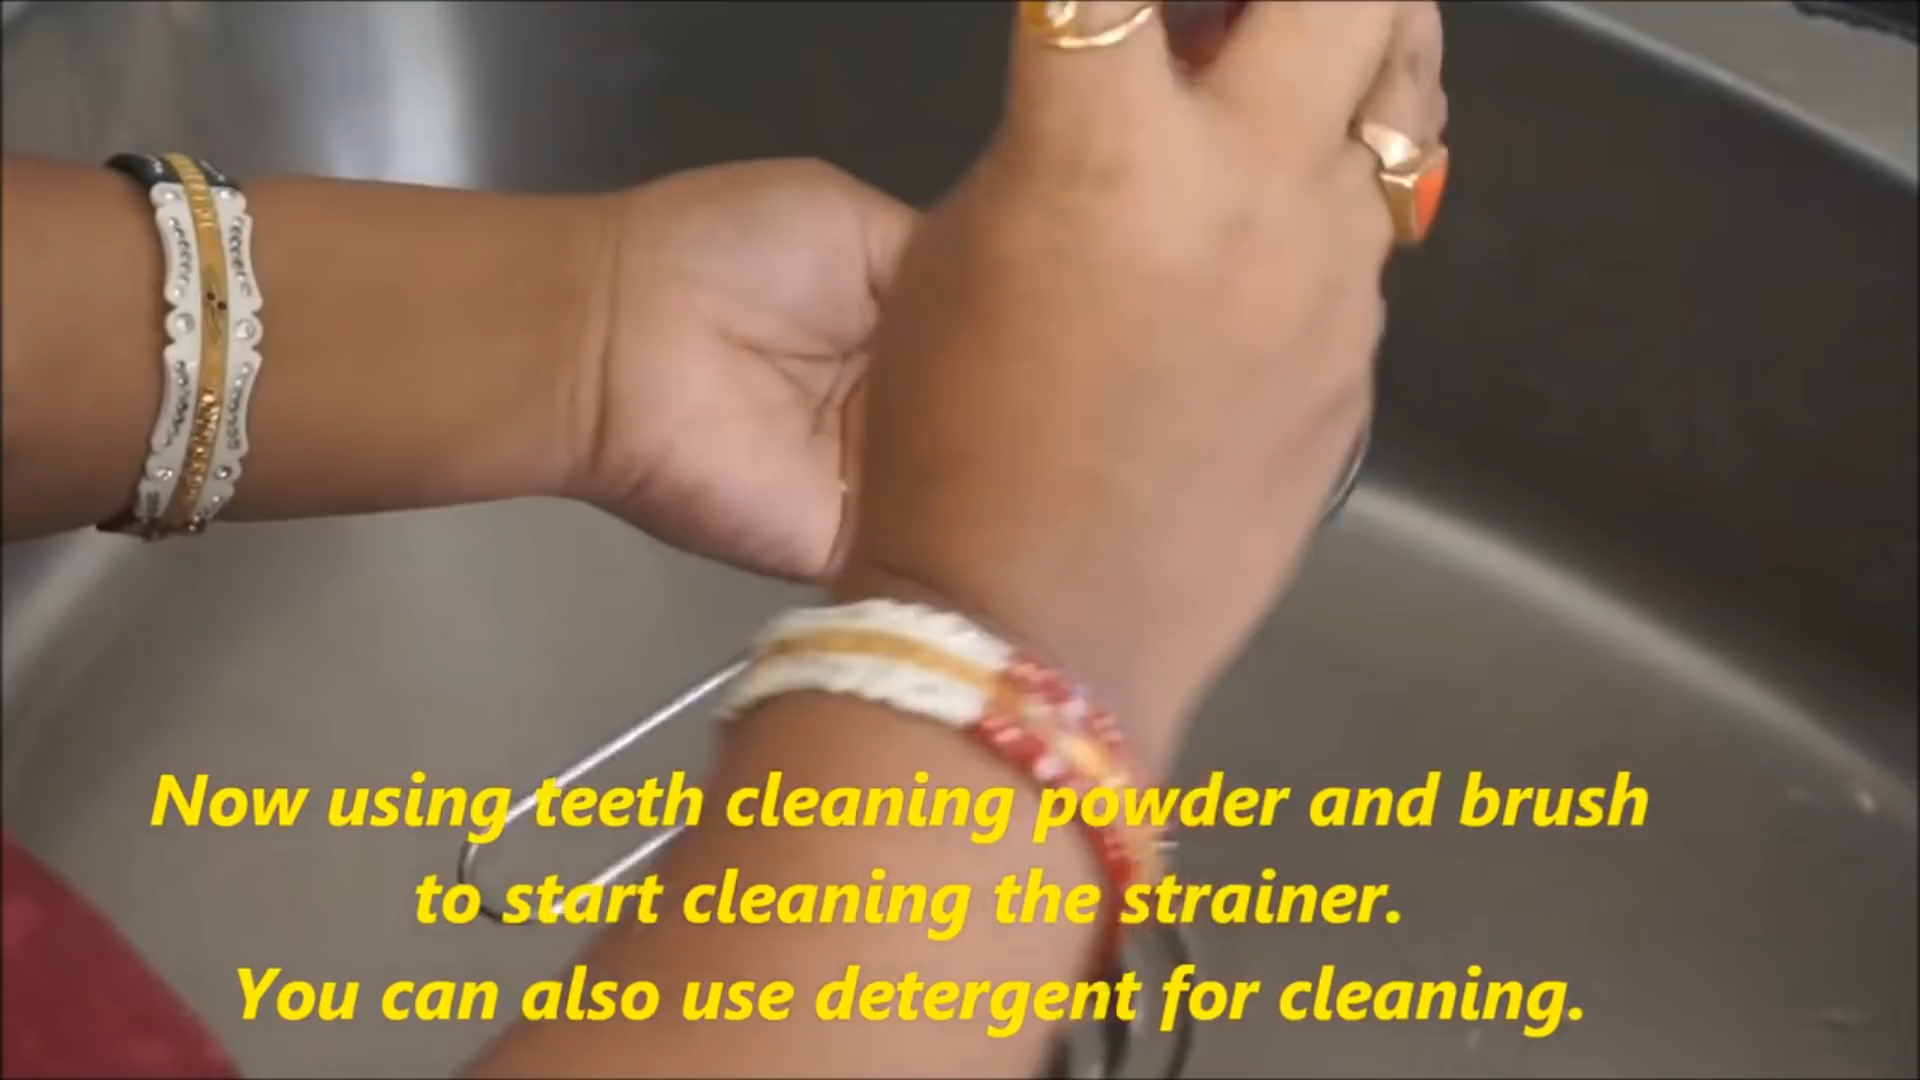 Now using teeth cleaning powder and brush
to start cleaning the strainer.
You can also use detergent for cleaning.